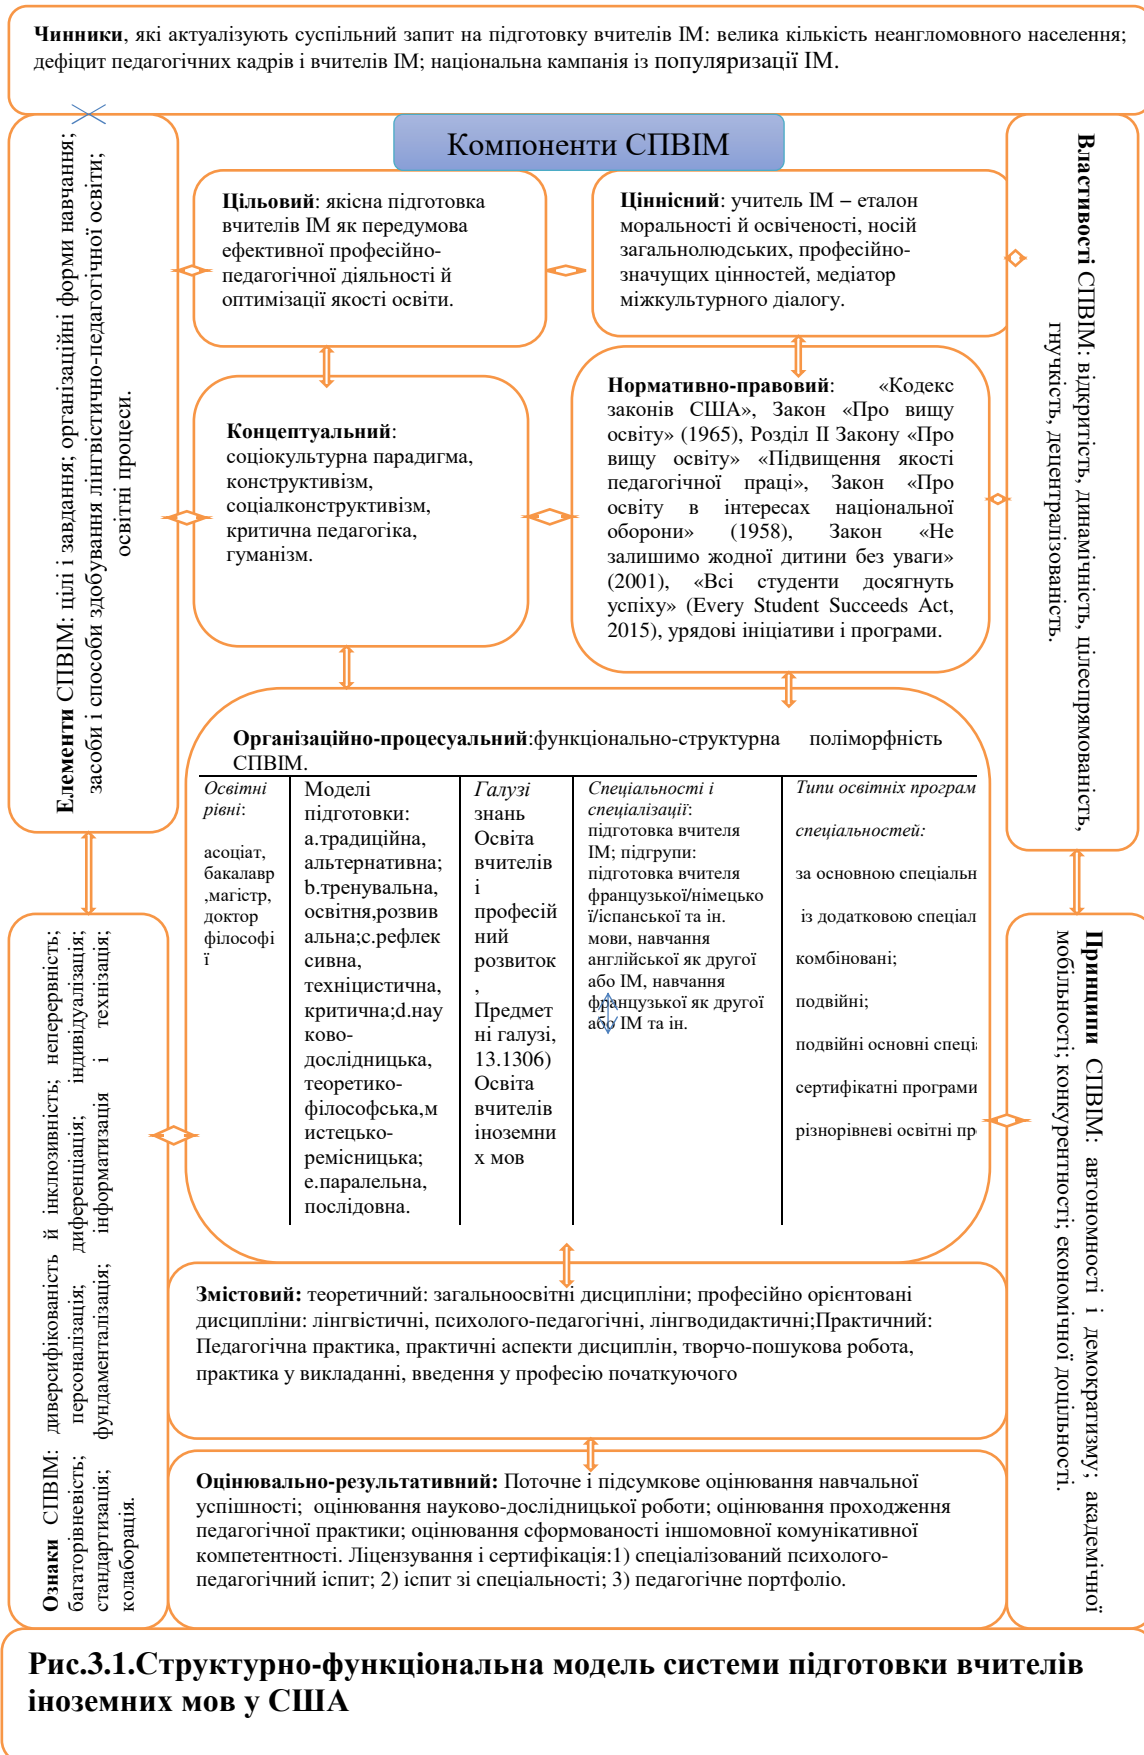 Чинники, які актуалізують суспільний запит на підготовку вчителів ІМ: велика кількість неангломовного населення;
дефіцит педагогічних кадрів і вчителів ІМ; національна кампанія із популяризації ІМ.
Компоненти СПВІМ
Елементи СПВІМ: цілі і завдання; організаційні форми навчання;
засоби і способи здобування лінгвістично-педагогічної освіти;
освітні процеси.
Цільовий: якісна підготовка
вчителів ІМ як передумова
ефективної професійно-
педагогічної діяльності й
оптимізації якості освіти.
Ціннісний: учитель ІМ – еталон
моральності й освіченості, носій
загальнолюдських, професійно-
значущих цінностей, медіатор
міжкультурного діалогу.
Властивості СПВІМ: відкритість, динамічність, цілеспрямованість,
гнучкість, децентралізованість.
Концептуальний:
соціокультурна парадигма,
конструктивізм,
соціалконструктивізм,
критична педагогіка,
гуманізм.
Нормативно-правовий: «Кодекс
законів США», Закон «Про вищу
освіту» (1965), Розділ ІІ Закону «Про
вищу освіту» «Підвищення якості
педагогічної праці», Закон «Про
освіту в інтересах національної
оборони» (1958), Закон «Не
залишимо жодної дитини без уваги»
(2001), «Всі студенти досягнуть
успіху» (Every Student Succeeds Act,
2015), урядові ініціативи і програми.
Організаційно-процесуальний:функціонально-структурна поліморфність
СПВІМ.
Освітні
рівні:
асоціат,
бакалавр
,магістр,
доктор
філософі
ї
Моделі
підготовки:
a.традиційна,
альтернативна;
b.тренувальна,
освітня,розвив
альна;c.рефлек
сивна,
техніцистична,
критична;d.нау
ково-
дослідницька,
теоретико-
філософська,м
истецько-
ремісницька;
e.паралельна,
послідовна.
Галузі
знань
Освіта
вчителів
і
професій
ний
розвиток
,
Предмет
ні галузі,
13.1306)
Освіта
вчителів
іноземни
х мов
Спеціальності і
спеціалізації:
підготовка вчителя
ІМ; підгрупи:
підготовка вчителя
французької/німецько
ї/іспанської та ін.
мови, навчання
англійської як другої
або ІМ, навчання
французької як другої
або ІМ та ін.
Типи освітніх програм
спеціальностей:
за основною спеціальн
із додатковою спеціал
комбіновані;
подвійні;
подвійні основні спеці
сертифікатні програми
різнорівневі освітні пр
Ознаки СПВІМ: диверсифікованість й інклюзивність; неперервність;
багаторівневість; персоналізація; диференціація; індивідуалізація;
стандартизація; фундаменталізація; інформатизація і технізація;
колаборація.
Принципи СПВІМ: автономності і демократизму; академічної
мобільності; конкурентності; економічної доцільності.
Змістовий: теоретичний: загальноосвітні дисципліни; професійно орієнтовані
дисципліни: лінгвістичні, психолого-педагогічні, лінгводидактичні;Практичний:
Педагогічна практика, практичні аспекти дисциплін, творчо-пошукова робота,
практика у викладанні, введення у професію початкуючого
Оцінювально-результативний: Поточне і підсумкове оцінювання навчальної
успішності; оцінювання науково-дослідницької роботи; оцінювання проходження
педагогічної практики; оцінювання сформованості іншомовної комунікативної
компетентності. Ліцензування і сертифікація:1) спеціалізований психолого-
педагогічний іспит; 2) іспит зі спеціальності; 3) педагогічне портфоліо.
Рис.3.1.Структурно-функціональна модель системи підготовки вчителів
іноземних мов у США